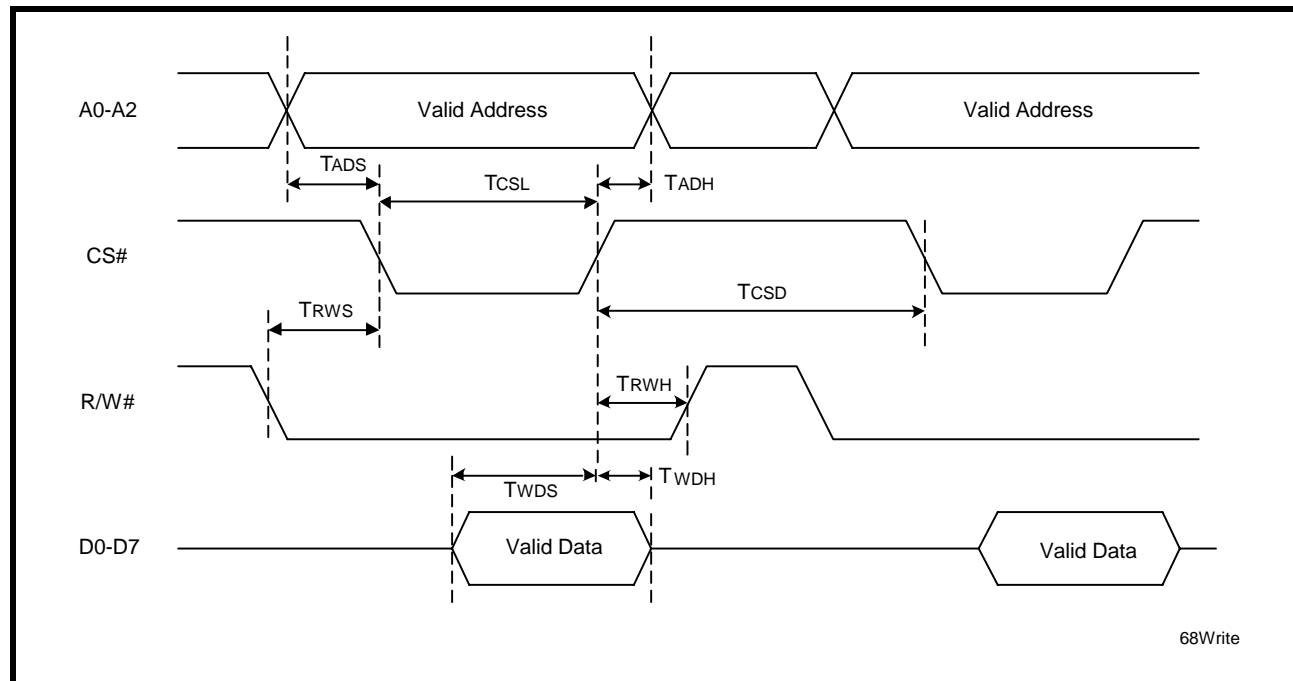 A0-A2
Valid Address
Valid Address
TADS
TCSL
TADH
CS#
TCSD
TRWS
TRWH
R/W#
TWDS
TWDH
D0-D7
Valid Data
Valid Data
68Write